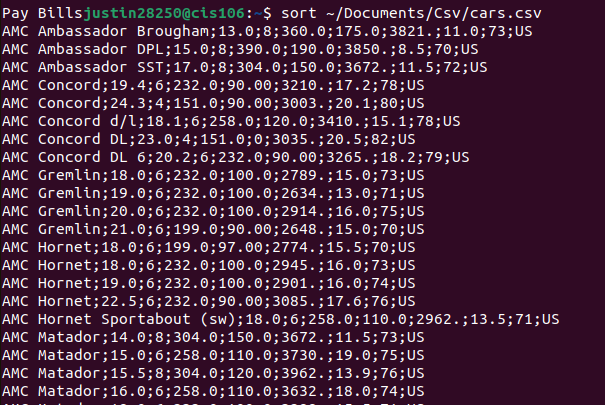 Pay Billsjustin28250@cis106:~$ sort ~/Documents/Csv/cars.csv
AMC Ambassador Brougham;13.0;8;360.0;175.0;3821.;11.0;73;US
AMC Ambassador DPL;15.0;8;390.0;190.0;3850.;8.5;70;US
AMC Ambassador SST;17.0;8;304.0;150.0;3672.;11.5;72;US
AMC Concord;19.4;6;232.0;90.00;3210.;17.2;78;US
AMC Concord;24.3;4;151.0;90.00;3003.;20.1;80;US
AMC Concord d/l;18.1;6;258.0;120.0;3410.;15.1;78;US
AMC Concord DL;23.0;4;151.0;0;3035.;20.5;82;US
AMC Concord DL 6;20.2;6;232.0;90.00;3265.;18.2;79;US
AMC Gremlin;18.0;6;232.0;100.0;2789.;15.0;73;US
AMC Gremlin;19.0;6;232.0;100.0;2634.;13.0;71;US
AMC Gremlin;20.0;6;232.0;100.0;2914.;16.0;75;US
AMC Gremlin;21.0;6;199.0;90.00;2648.;15.0;70;US
AMC Hornet;18.0;6;199.0;97.00;2774.;15.5;70;US
AMC Hornet;18.0;6;232.0;100.0;2945.;16.0;73;US
AMC Hornet;19.0;6;232.0;100.0;2901.;16.0;74;US
AMC Hornet;22.5;6;232.0;90.00;3085.;17.6;76;US
AMC Hornet Sportabout (sw);18.0;6;258.0;110.0;2962.;13.5;71;US
AMC Matador;14.0;8;304.0;150.0;3672.;11.5;73;US
AMC Matador;15.0;6;258.0;110.0;3730.;19.0;75;US
AMC Matador;15.5;8;304.0;120.0;3962.;13.9;76;US
AMC Matador;16.0;6;258.0;110.0;3632.;18.0;74;US